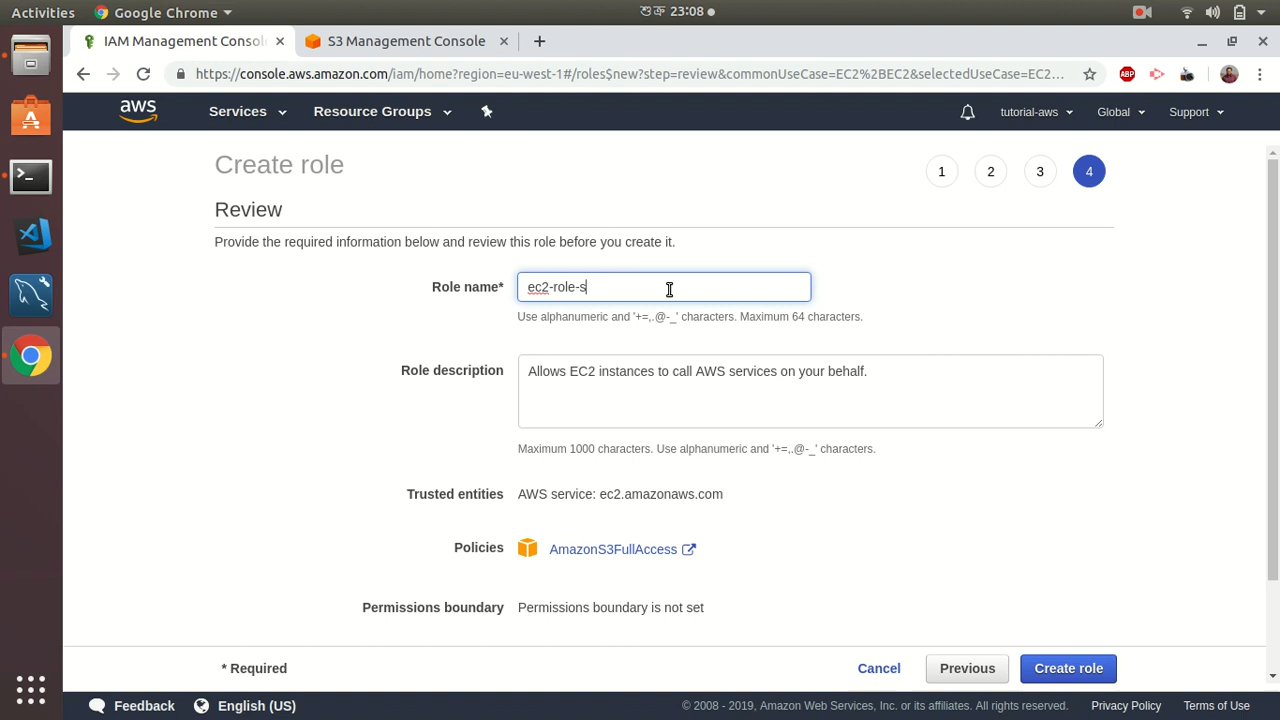 Activities
Google Chrome
শুক্র 23:08
IAM Management Consol
S3 Management Console
https://console.aws.amazon.com/iam/home?region=eu-west-1#/roles$new?step=review&commonUseCase=EC2%2BEC2&selectedUseCase=EC2...
ABP
aws
Services
Resource Groups
tutorial-aws
Global
Support
Create role
1
2
3
4
Review
Provide the required information below and review this role before you create it.
Role name*
ec2-role-s
Use alphanumeric and '+=,.@-_' characters. Maximum 64 characters.
Role description
Allows EC2 instances to call AWS services on your behalf.
Maximum 1000 characters. Use alphanumeric and '+=,.@-_' characters.
Trusted entities
AWS service: ec2.amazonaws.com
Policies
AmazonS3FullAccess
Permissions boundary
Permissions boundary is not set
* Required
Cancel
Previous
Create role
Feedback
English (US)
© 2008 - 2019, Amazon Web Services, Inc. or its affiliates. All rights reserved.
Privacy Policy
Terms of Use